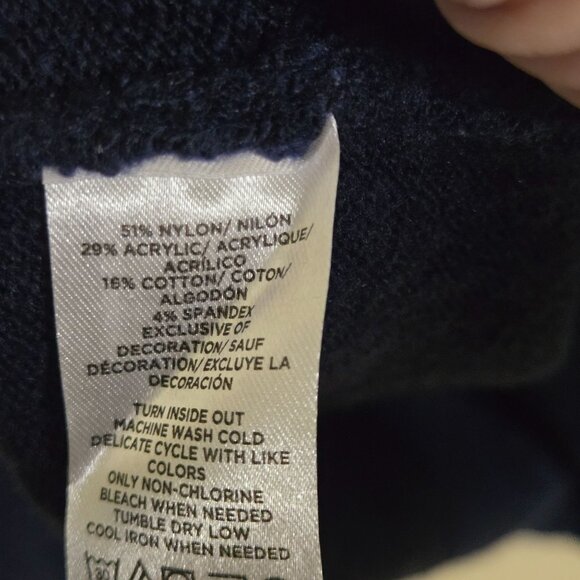 51% NYLON/ NILÓN
29% ACRYLIC/ ACRYLIQUE/
ACRÍLICO
16% COTTON/ COTON/
ALGODÓN
4% SPANDEX
EXCLUSIVE OF
DECORATION/ SAUF
DÉCORATION/ EXCLUYE LA
DECORACIÓN
TURN INSIDE OUT
MACHINE WASH COLD
DELICATE CYCLE WITH LIKE
COLORS
ONLY NON-CHLORINE
BLEACH WHEN NEEDED
TUMBLE DRY LOW
COOL IRON WHEN NEEDED